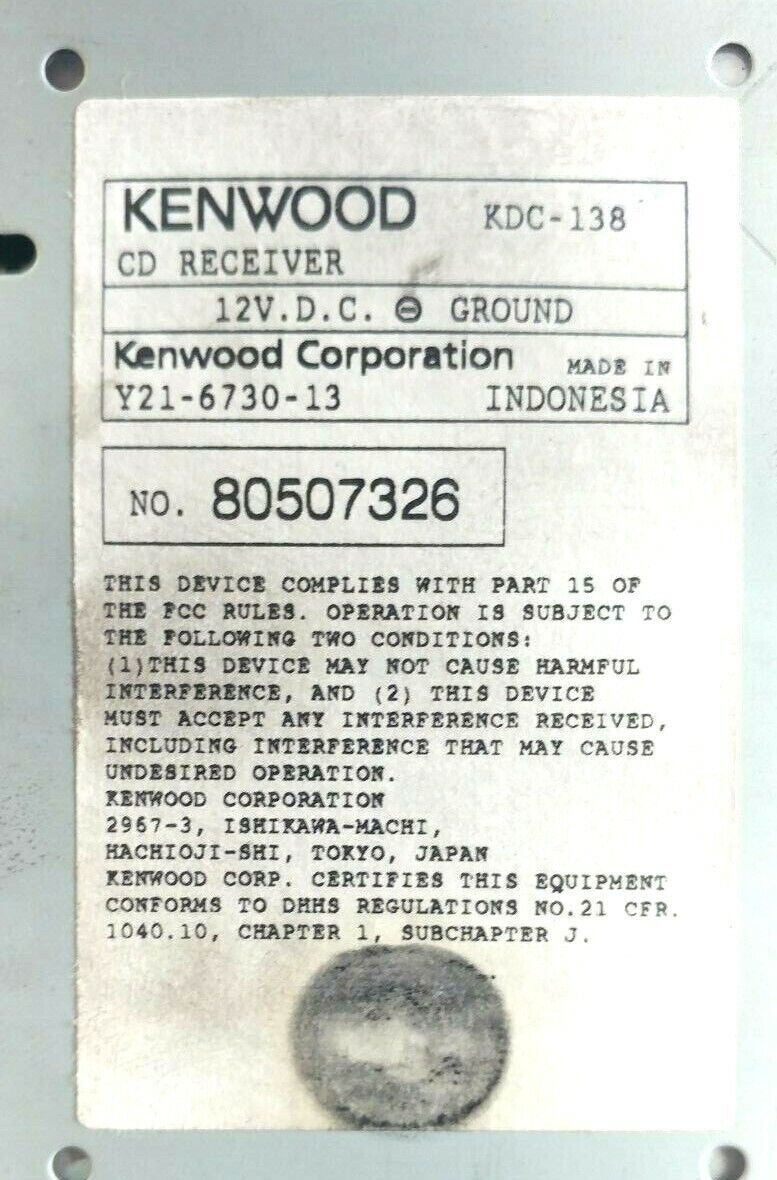 KENWOOD KDC-138
CD RECEIVER
12V.D.C. ⊖ GROUND
Kenwood Corporation MADE IN
Y21-6730-13 INDONESIA
NO. 80507326
THIS DEVICE COMPLIES WITH PART 15 OF
THE FCC RULES. OPERATION IS SUBJECT TO
THE FOLLOWING TWO CONDITIONS:
(1)THIS DEVICE MAY NOT CAUSE HARMFUL
INTERFERENCE, AND (2) THIS DEVICE
MUST ACCEPT ANY INTERFERENCE RECEIVED,
INCLUDING INTERFERENCE THAT MAY CAUSE
UNDESIRED OPERATION.
KENWOOD CORPORATION
2967-3, ISHIKAWA-MACHI,
HACHIOJI-SHI, TOKYO, JAPAN
KENWOOD CORP. CERTIFIES THIS EQUIPMENT
CONFORMS TO DHHS REGULATIONS NO.21 CFR.
1040.10, CHAPTER 1, SUBCHAPTER J.